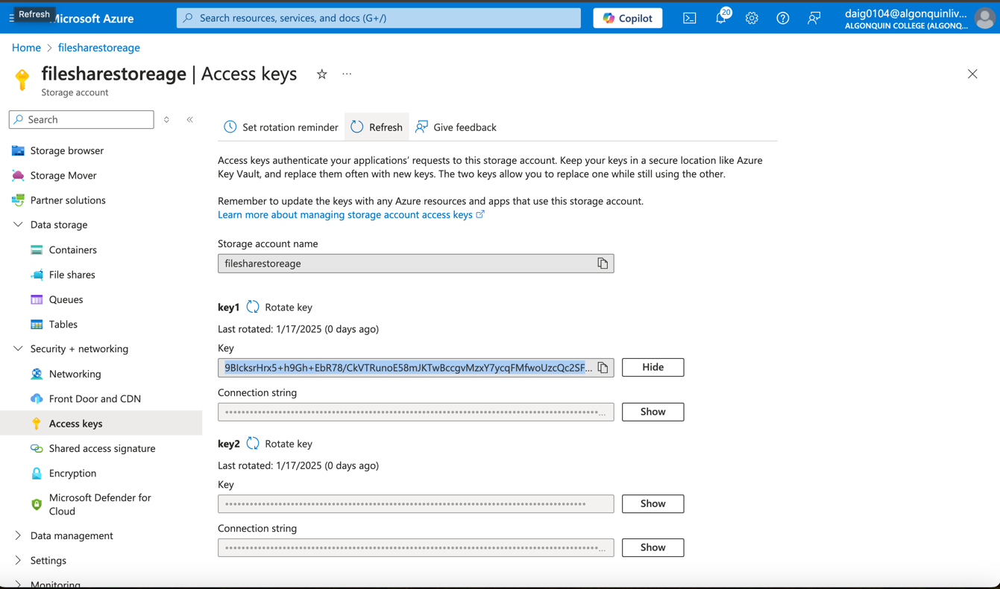 Refresh
Microsoft Azure
Search resources, services, and docs (G+/)
Copilot
20
daig0104@algonquinliv...
ALGONQUIN COLLEGE (ALGONQ...
Home > filesharestoreage
filesharestoreage | Access keys
Storage account
Search
Set rotation reminder
Refresh
Give feedback
Storage browser
Storage Mover
Partner solutions
Data storage
Containers
File shares
Queues
Tables
Security + networking
Networking
Front Door and CDN
Access keys
Shared access signature
Encryption
Microsoft Defender for
Cloud
Data management
Settings
Monitoring
Access keys authenticate your applications’ requests to this storage account. Keep your keys in a secure location like Azure
Key Vault, and replace them often with new keys. The two keys allow you to replace one while still using the other.
Remember to update the keys with any Azure resources and apps that use this storage account.
Learn more about managing storage account access keys
Storage account name
filesharestoreage
key1 Rotate key
Last rotated: 1/17/2025 (0 days ago)
Key
9BIcksrHrx5+h9Gh+EbR78/CkVTRunoE58mJKTwBccgvMzxY7ycqFMfwoUzcQc2SF...
Hide
Connection string
Show
key2 Rotate key
Last rotated: 1/17/2025 (0 days ago)
Key
Show
Connection string
Show